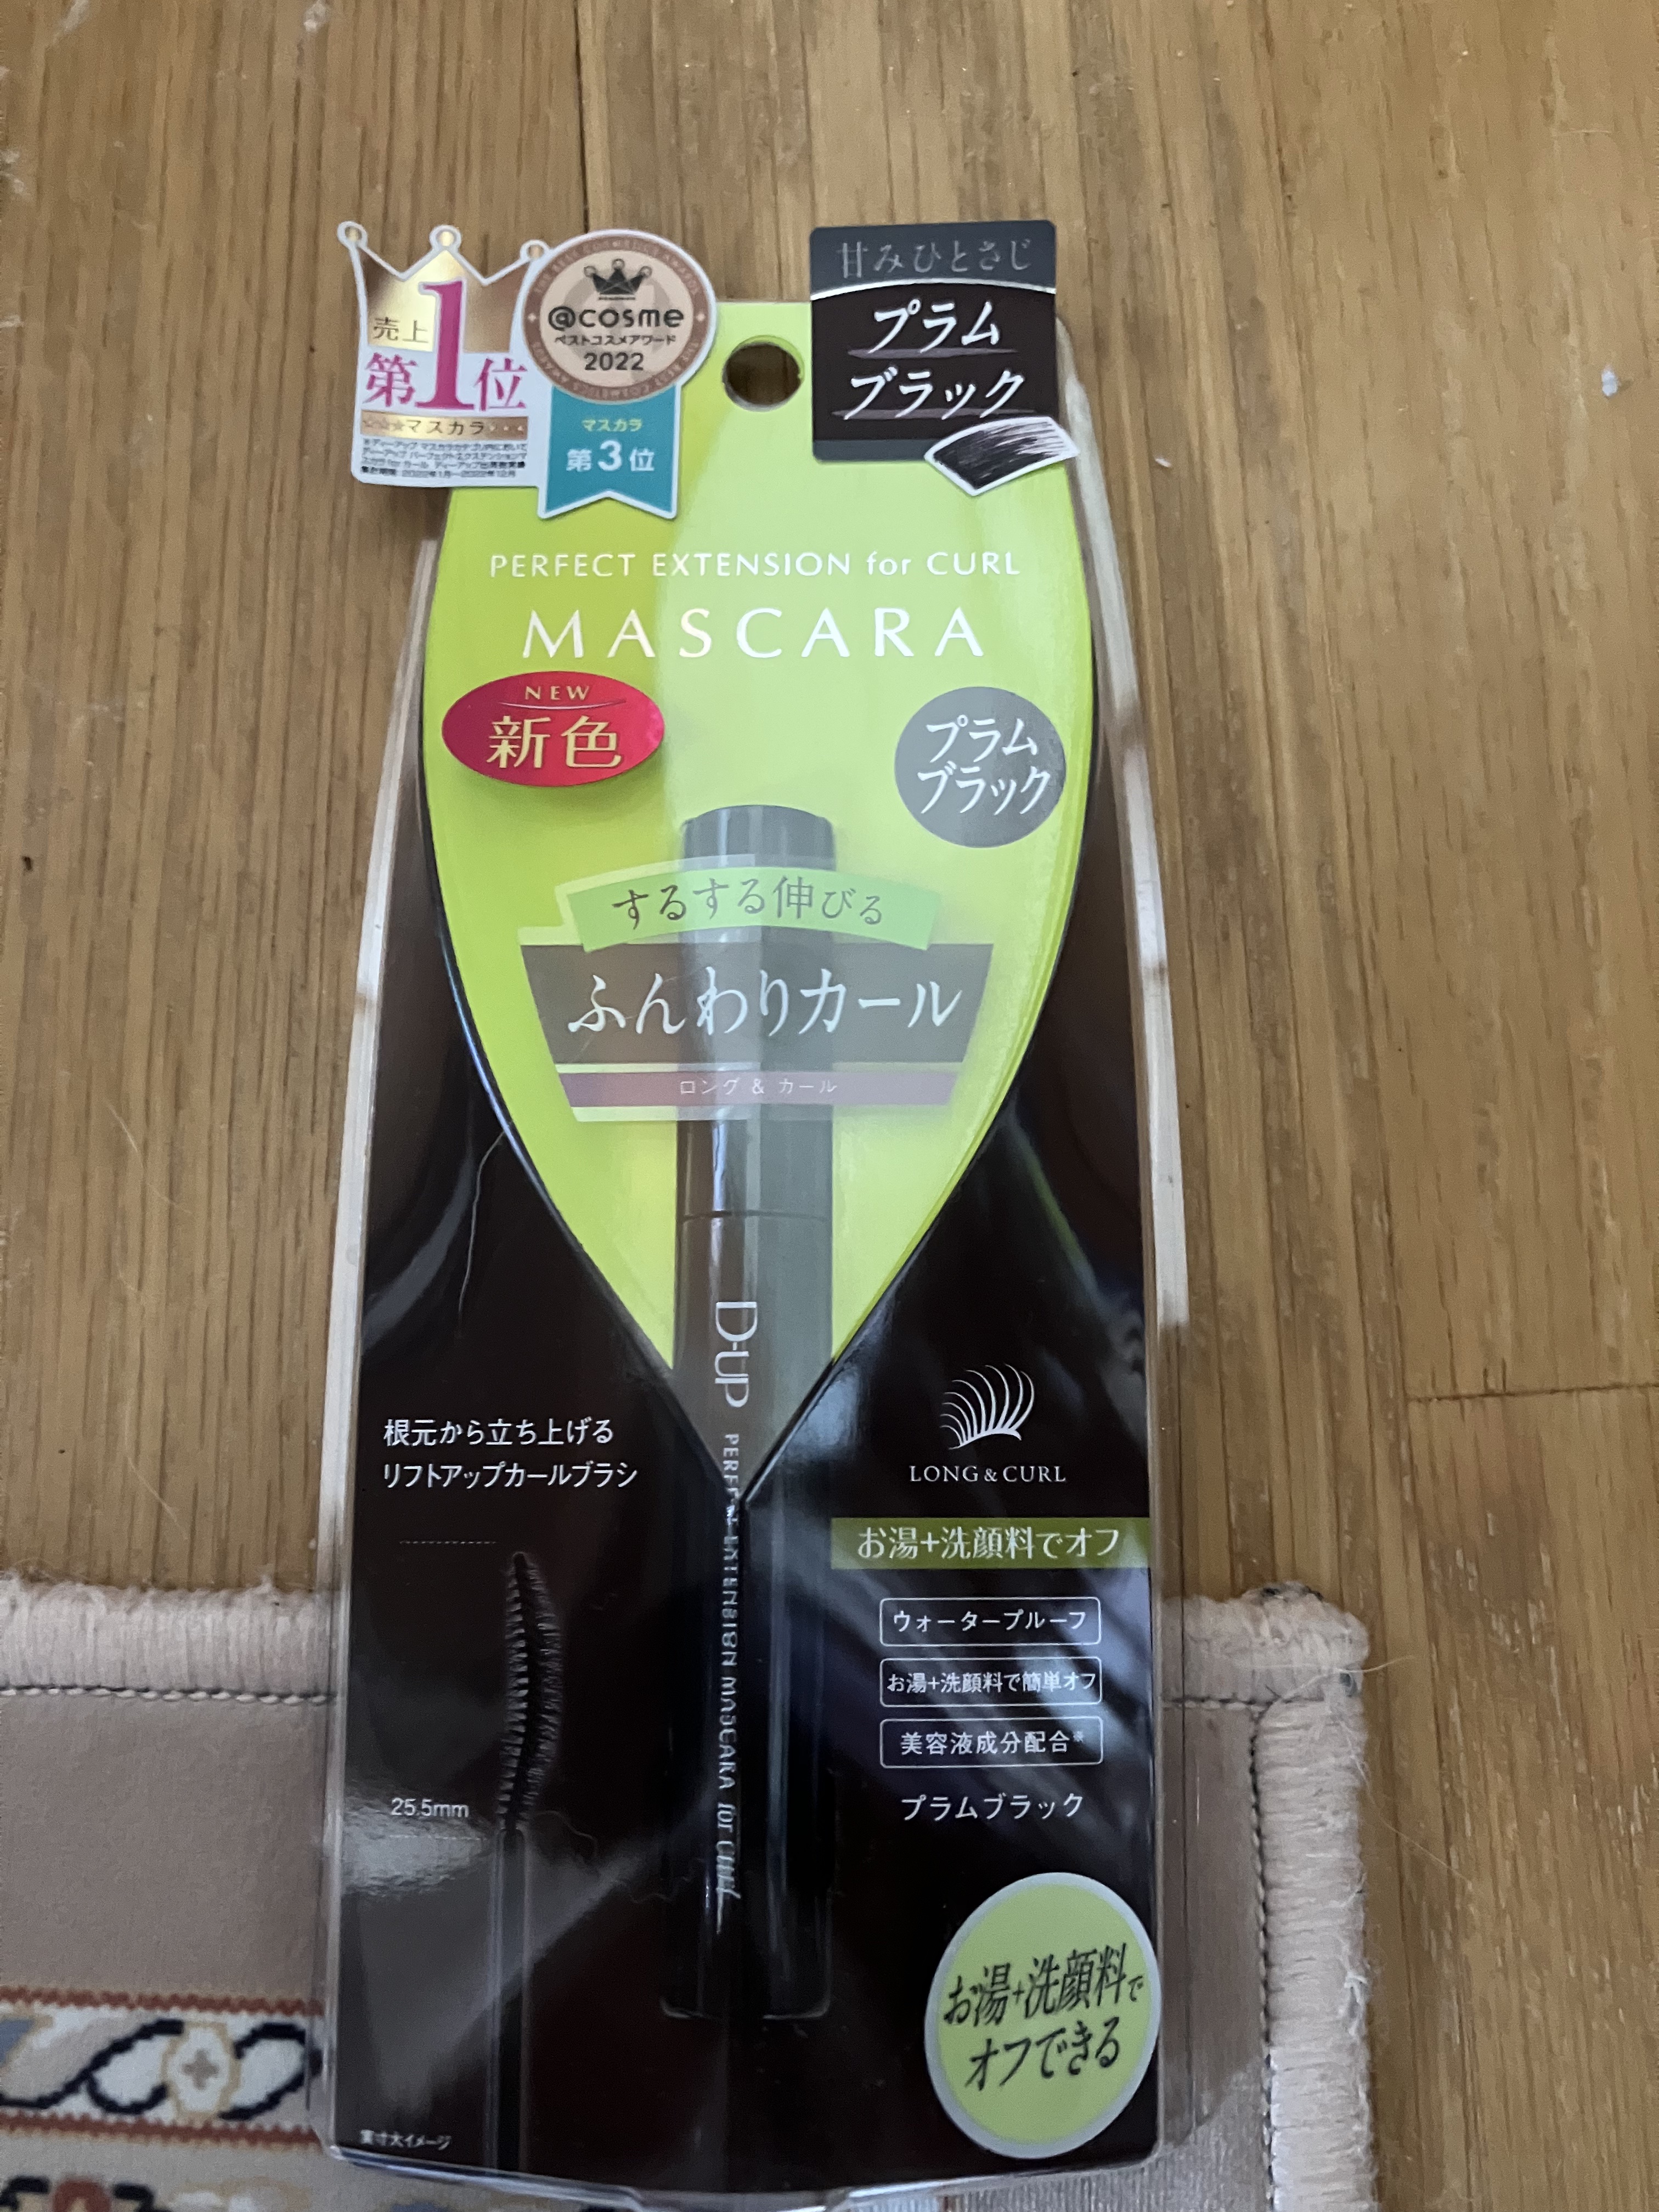 売上
第1位
マスカラ
@cosme
ベストコスメアワード
2022
マスカラ
第3位
甘みひとさじ
プラム
ブラック
PERFECT EXTENSION for CURL
MASCARA
NEW
新色
プラム
ブラック
するする伸びる
ふんわりカール
ロング & カール
D-UP
PERFECT EXTENSION MASCARA for curl
根元から立ち上げる
リフトアップカールブラシ
25.5mm
実寸大イメージ
LONG & CURL
お湯+洗顔料でオフ
ウォータープルーフ
お湯+洗顔料で簡単オフ
美容液成分配合※
プラムブラック
お湯+洗顔料で
オフできる